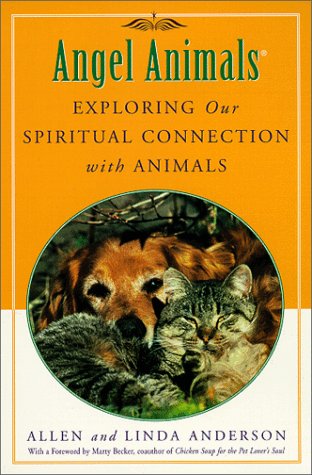 Angel Animals®
EXPLORING Our
SPIRITUAL CONNECTION
with ANIMALS
ALLEN and LINDA ANDERSON
With a Foreword by Marty Becker, coauthor of Chicken Soup for the Pet Lover's Soul